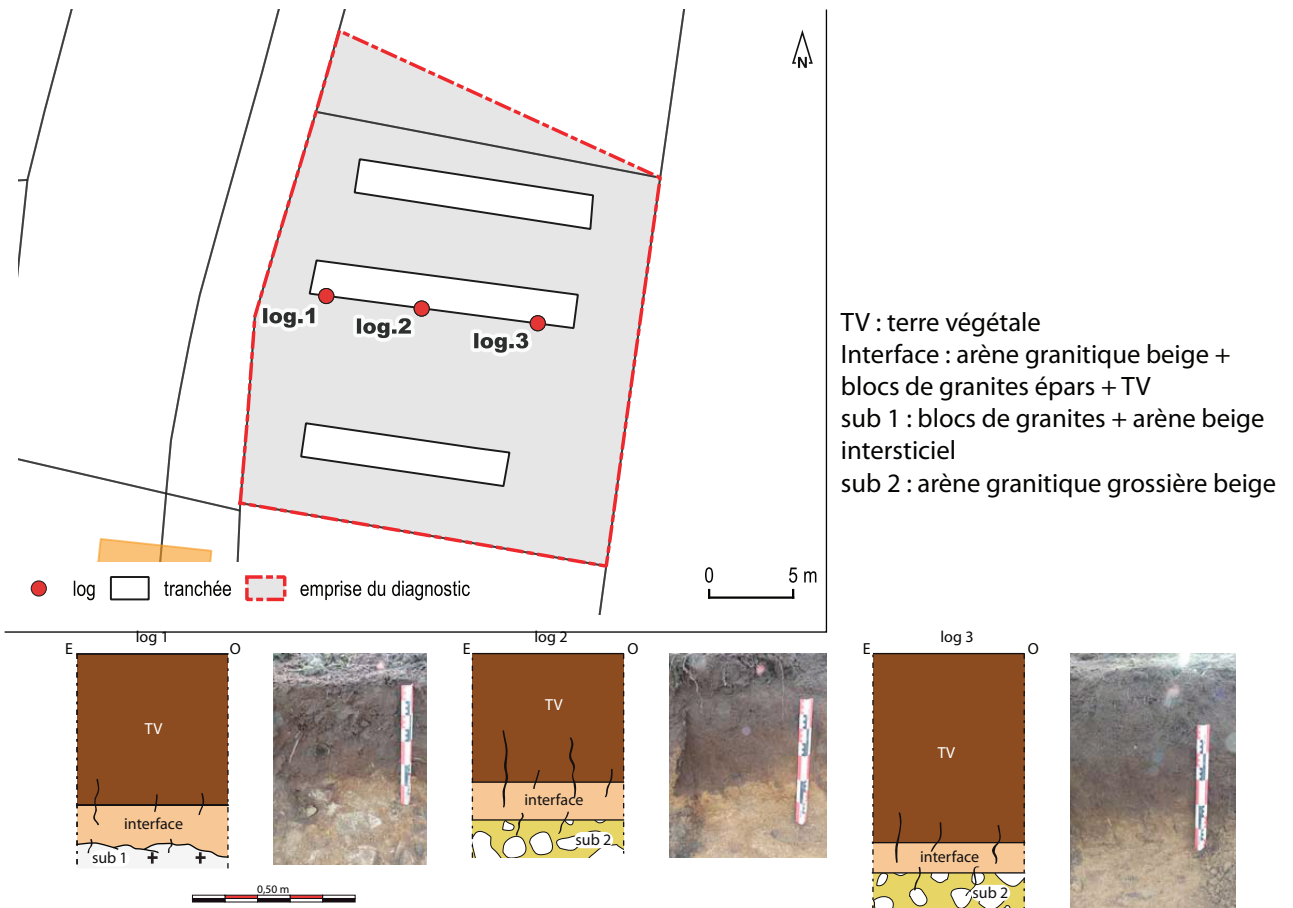 N
log.1
log.2
log.3
log
tranchée
emprise du diagnostic
0
5 m
TV : terre végétale
Interface : arène granitique beige +
blocs de granites épars + TV
sub 1 : blocs de granites + arène beige
intersticiel
sub 2 : arène granitique grossière beige
log 1
E
O
TV
interface
sub 1
0,50 m
log 2
E
O
TV
interface
sub 2
log 3
E
O
TV
interface
sub 2